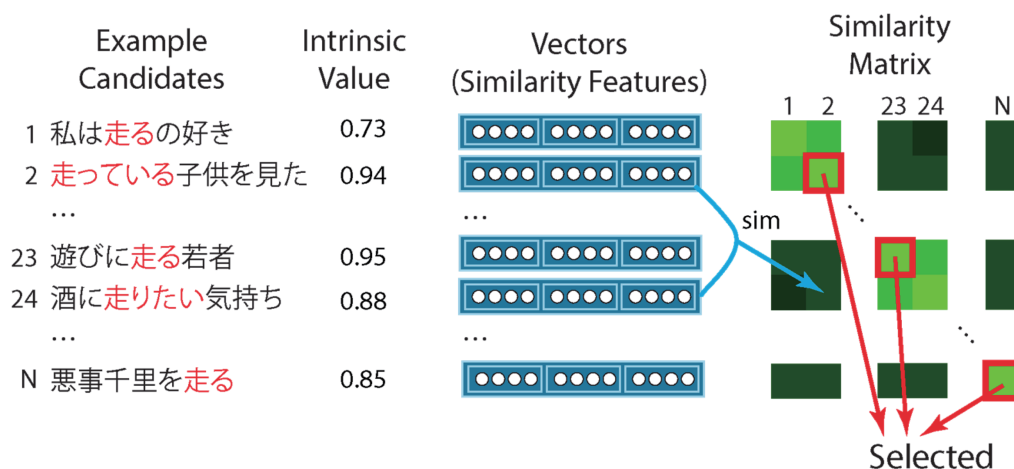 Example
Candidates
Intrinsic
Value
Vectors
(Similarity Features)
Similarity
Matrix
1 2 23 24 N
1 私は走るの好き 0.73
2 走っている子供を見た 0.94
... ...
sim
23 遊びに走る若者 0.95
24 酒に走りたい気持ち 0.88
... ...
N 悪事千里を走る 0.85
Selected